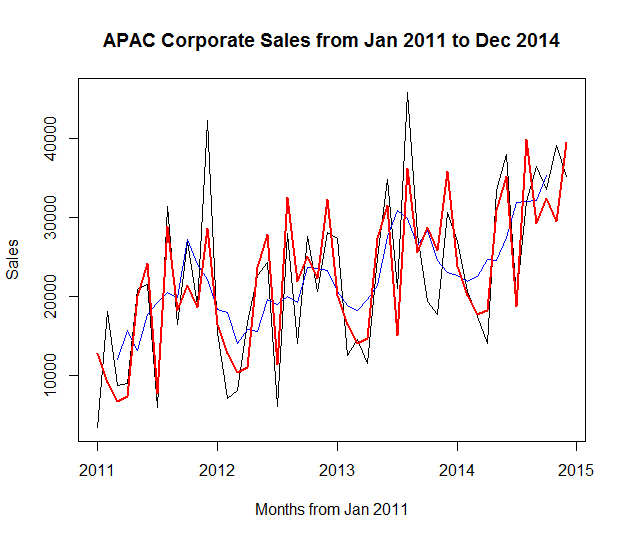 APAC Corporate Sales from Jan 2011 to Dec 2014
Sales
40000
30000
20000
10000
2011 2012 2013 2014 2015
Months from Jan 2011